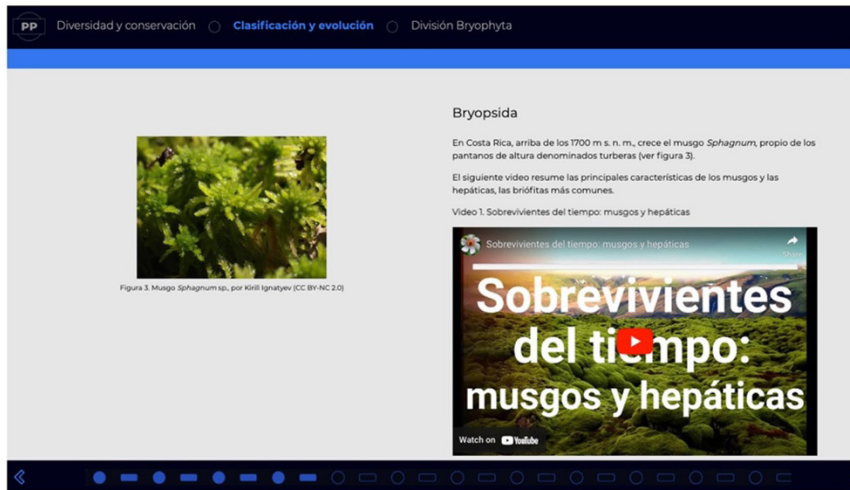 PP
Diversidad y conservación
Clasificación y evolución
División Bryophyta
Figura 3. Musgo Sphagnum sp., por Kirill Ignatyev (CC BY-NC 2.0)
Bryopsida
En Costa Rica, arriba de los 1700 m s. n. m., crece el musgo Sphagnum, propio de los
pantanos de altura denominados turberas (ver figura 3).
El siguiente video resume las principales características de los musgos y las
hepáticas, las briófitas más comunes.
Video 1. Sobrevivientes del tiempo: musgos y hepáticas
Sobrevivientes del tiempo: musgos y hepáticas
Share
Sobrevivientes
del tiempo:
musgos y hepáticas
Watch on YouTube